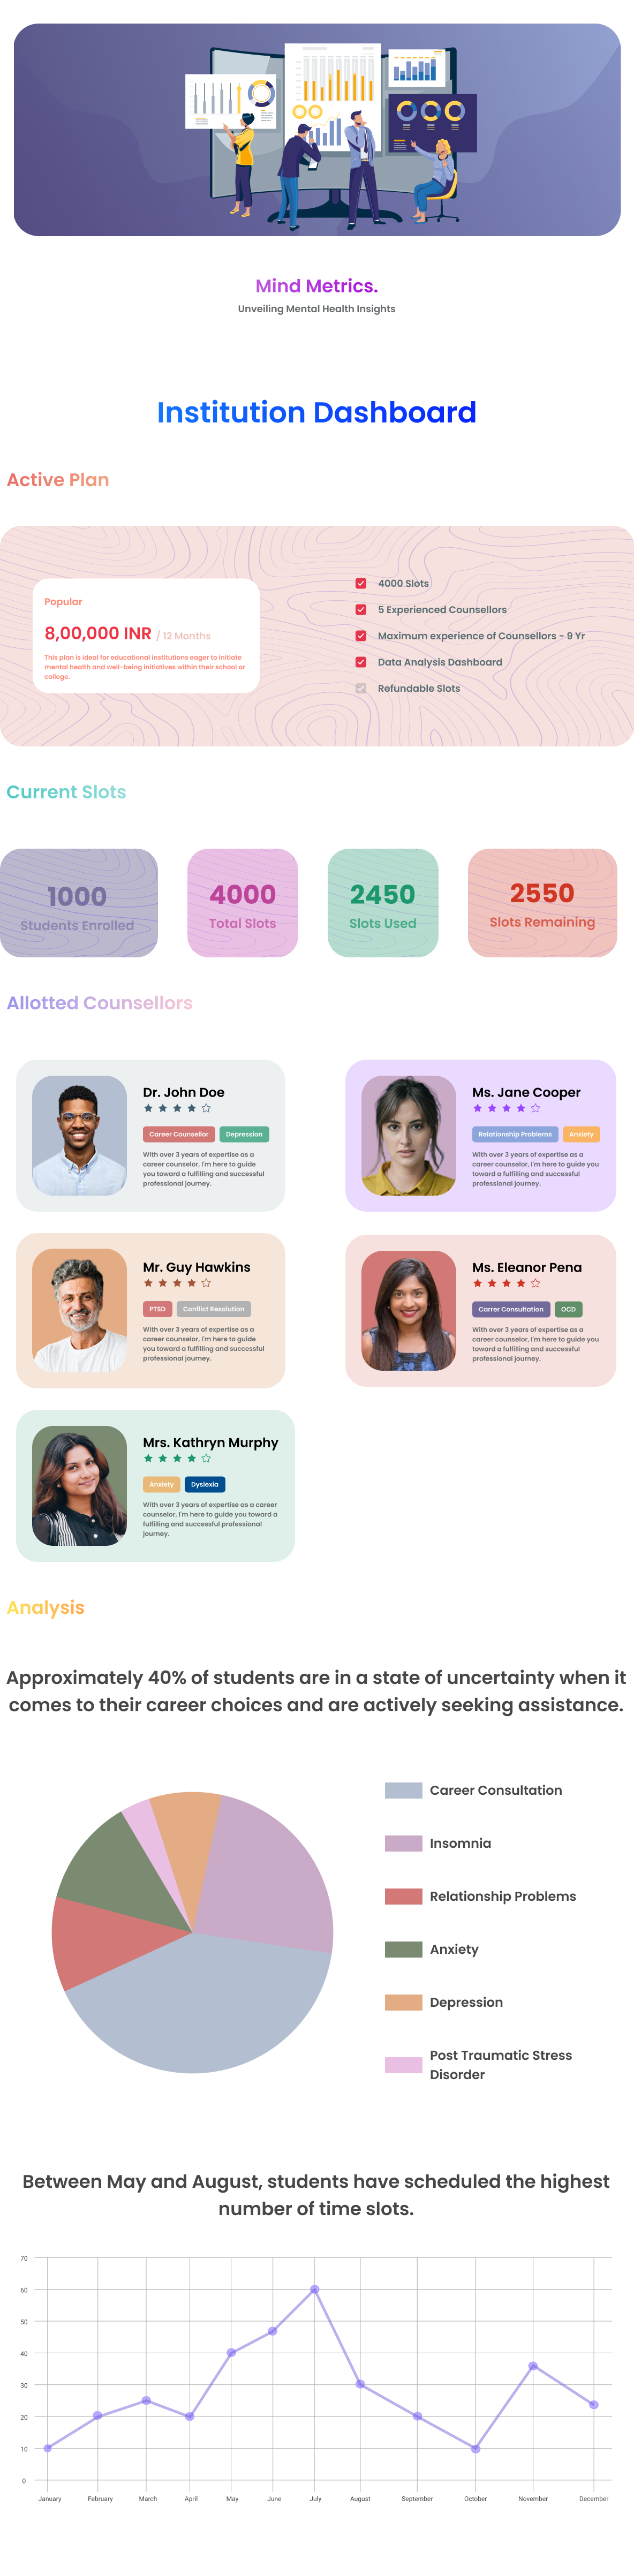 Mind Metrics.
Unveiling Mental Health Insights
Institution Dashboard
Active Plan
Popular
8,00,000 INR / 12 Months
This plan is ideal for educational institutions eager to initiate
mental health and well-being initiatives within their school or
college.
4000 Slots
5 Experienced Counsellors
Maximum experience of Counsellors - 9 Yr
Data Analysis Dashboard
Refundable Slots
Current Slots
1000
Students Enrolled
4000
Total Slots
2450
Slots Used
2550
Slots Remaining
Allotted Counsellors
Dr. John Doe
Career Counsellor
Depression
With over 3 years of expertise as a
career counselor, I'm here to guide
you toward a fulfilling and successful
professional journey.
Ms. Jane Cooper
Relationship Problems
Anxiety
With over 3 years of expertise as a
career counselor, I'm here to guide you
toward a fulfilling and successful
professional journey.
Mr. Guy Hawkins
PTSD
Conflict Resolution
With over 3 years of expertise as a
career counselor, I'm here to guide
you toward a fulfilling and successful
professional journey.
Ms. Eleanor Pena
Carrer Consultation
OCD
With over 3 years of expertise as a
career counselor, I'm here to guide you
toward a fulfilling and successful
professional journey.
Mrs. Kathryn Murphy
Anxiety
Dyslexia
With over 3 years of expertise as a career
counselor, I'm here to guide you toward a
fulfilling and successful professional
journey.
Analysis
Approximately 40% of students are in a state of uncertainty when it
comes to their career choices and are actively seeking assistance.
Career Consultation
Insomnia
Relationship Problems
Anxiety
Depression
Post Traumatic Stress
Disorder
Between May and August, students have scheduled the highest
number of time slots.
70
60
50
40
30
20
10
0
January
February
March
April
May
June
July
August
September
October
November
December